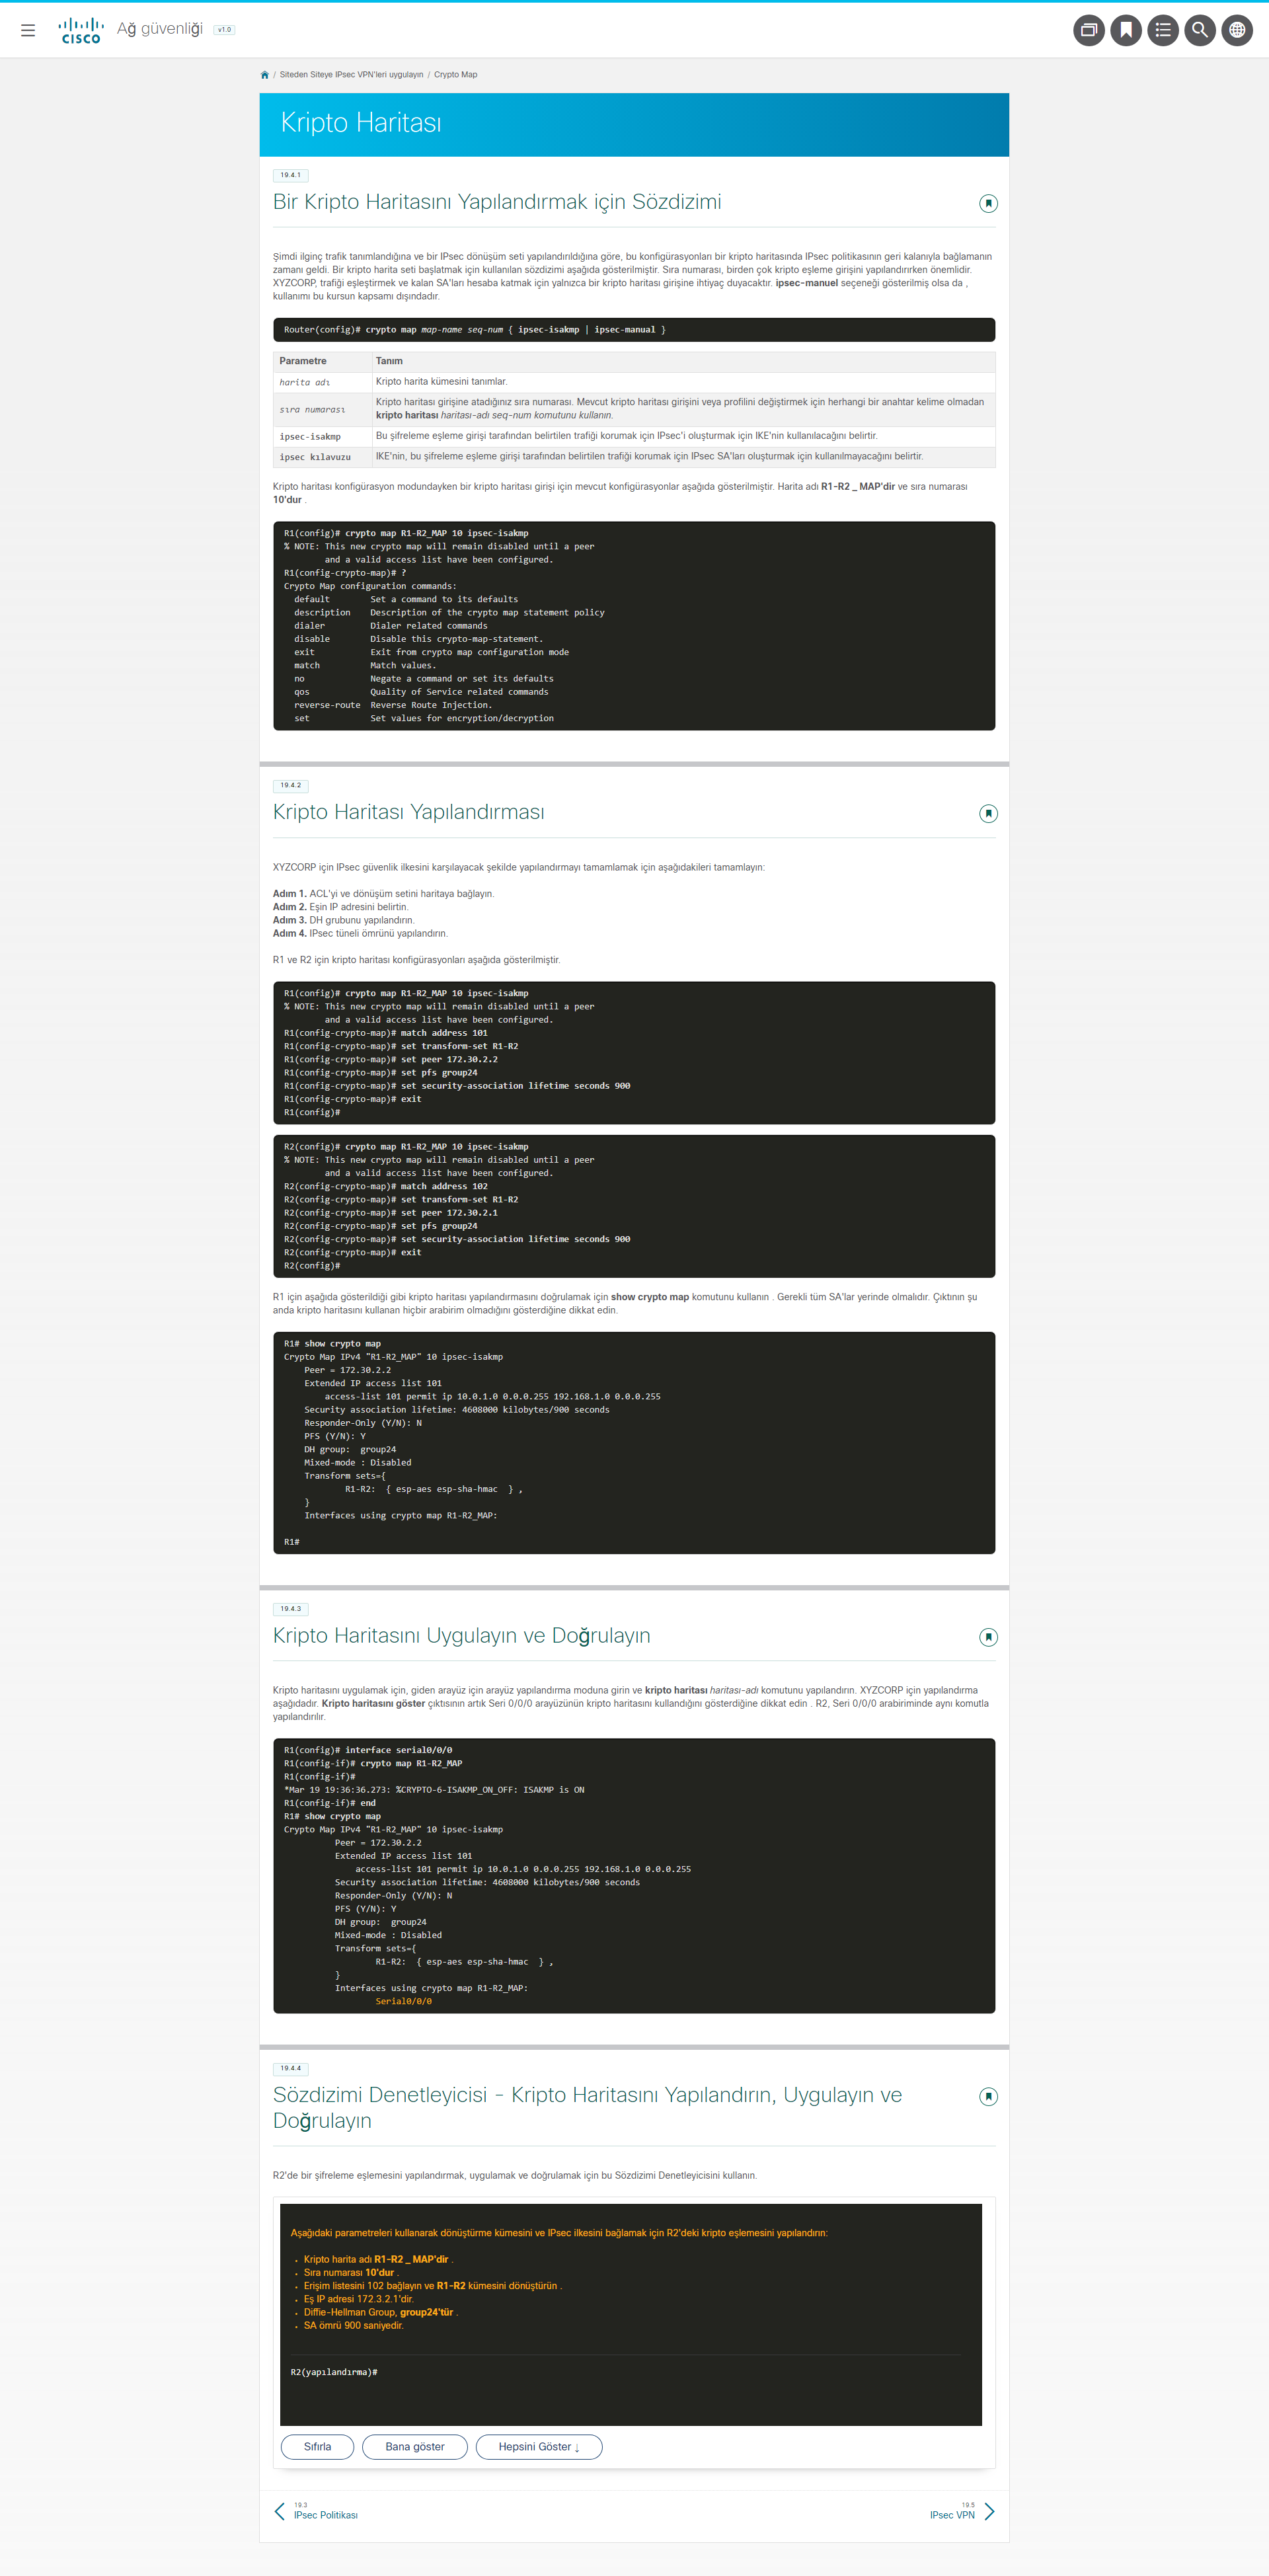 CISCO
Ağ güvenliği v1.0
/ Siteden Siteye IPsec VPN'leri uygulayın / Crypto Map
Kripto Haritası
19.4.1
Bir Kripto Haritasını Yapılandırmak için Sözdizimi
Şimdi ilginç trafik tanımlandığına ve bir IPsec dönüşüm seti yapılandırıldığına göre, bu konfigürasyonları bir kripto haritasında IPsec politikasının geri kalanıyla bağlamanın
zamanı geldi. Bir kripto harita seti başlatmak için kullanılan sözdizimi aşağıda gösterilmiştir. Sıra numarası, birden çok kripto eşleme girişini yapılandırırken önemlidir.
XYZCORP, trafiği eşleştirmek ve kalan SA'ları hesaba katmak için yalnızca bir kripto haritası girişine ihtiyaç duyacaktır. ipsec-manuel seçeneği gösterilmiş olsa da ,
kullanımı bu kursun kapsamı dışındadır.
Router(config)# crypto map map-name seq-num { ipsec-isakmp | ipsec-manual }
Parametre Tanım
harita adı Kripto harita kümesini tanımlar.
sıra numarası Kripto haritası girişine atadığınız sıra numarası. Mevcut kripto haritası girişini veya profilini değiştirmek için herhangi bir anahtar kelime olmadan
kripto haritası haritası-adı seq-num komutunu kullanın.
ipsec-isakmp Bu şifreleme eşleme girişi tarafından belirtilen trafiği korumak için IPsec'i oluşturmak için IKE'nin kullanılacağını belirtir.
ipsec kılavuzu IKE'nin, bu şifreleme eşleme girişi tarafından belirtilen trafiği korumak için IPsec SA'ları oluşturmak için kullanılmayacağını belirtir.
Kripto haritası konfigürasyon modundayken bir kripto haritası girişi için mevcut konfigürasyonlar aşağıda gösterilmiştir. Harita adı R1-R2 _ MAP'dir ve sıra numarası
10'dur .
R1(config)# crypto map R1-R2_MAP 10 ipsec-isakmp
% NOTE: This new crypto map will remain disabled until a peer
and a valid access list have been configured.
R1(config-crypto-map)# ?
Crypto Map configuration commands:
default Set a command to its defaults
description Description of the crypto map statement policy
dialer Dialer related commands
disable Disable this crypto-map-statement.
exit Exit from crypto map configuration mode
match Match values.
no Negate a command or set its defaults
qos Quality of Service related commands
reverse-route Reverse Route Injection.
set Set values for encryption/decryption
19.4.2
Kripto Haritası Yapılandırması
XYZCORP için IPsec güvenlik ilkesini karşılayacak şekilde yapılandırmayı tamamlamak için aşağıdakileri tamamlayın:
Adım 1. ACL'yi ve dönüşüm setini haritaya bağlayın.
Adım 2. Eşin IP adresini belirtin.
Adım 3. DH grubunu yapılandırın.
Adım 4. IPsec tüneli ömrünü yapılandırın.
R1 ve R2 için kripto haritası konfigürasyonları aşağıda gösterilmiştir.
R1(config)# crypto map R1-R2_MAP 10 ipsec-isakmp
% NOTE: This new crypto map will remain disabled until a peer
and a valid access list have been configured.
R1(config-crypto-map)# match address 101
R1(config-crypto-map)# set transform-set R1-R2
R1(config-crypto-map)# set peer 172.30.2.2
R1(config-crypto-map)# set pfs group24
R1(config-crypto-map)# set security-association lifetime seconds 900
R1(config-crypto-map)# exit
R1(config)#
R2(config)# crypto map R1-R2_MAP 10 ipsec-isakmp
% NOTE: This new crypto map will remain disabled until a peer
and a valid access list have been configured.
R2(config-crypto-map)# match address 102
R2(config-crypto-map)# set transform-set R1-R2
R2(config-crypto-map)# set peer 172.30.2.1
R2(config-crypto-map)# set pfs group24
R2(config-crypto-map)# set security-association lifetime seconds 900
R2(config-crypto-map)# exit
R2(config)#
R1 için aşağıda gösterildiği gibi kripto haritası yapılandırmasını doğrulamak için show crypto map komutunu kullanın . Gerekli tüm SA'lar yerinde olmalıdır. Çıktının şu
anda kripto haritasını kullanan hiçbir arabirim olmadığını gösterdiğine dikkat edin.
R1# show crypto map
Crypto Map IPv4 "R1-R2_MAP" 10 ipsec-isakmp
Peer = 172.30.2.2
Extended IP access list 101
access-list 101 permit ip 10.0.1.0 0.0.0.255 192.168.1.0 0.0.0.255
Security association lifetime: 4608000 kilobytes/900 seconds
Responder-Only (Y/N): N
PFS (Y/N): Y
DH group: group24
Mixed-mode : Disabled
Transform sets={
R1-R2: { esp-aes esp-sha-hmac } ,
}
Interfaces using crypto map R1-R2_MAP:
R1#
19.4.3
Kripto Haritasını Uygulayın ve Doğrulayın
Kripto haritasını uygulamak için, giden arayüz için arayüz yapılandırma moduna girin ve kripto haritası haritası-adı komutunu yapılandırın. XYZCORP için yapılandırma
aşağıdadır. Kripto haritasını göster çıktısının artık Seri 0/0/0 arayüzünün kripto haritasını kullandığını gösterdiğine dikkat edin . R2, Seri 0/0/0 arabiriminde aynı komutla
yapılandırılır.
R1(config)# interface serial0/0/0
R1(config-if)# crypto map R1-R2_MAP
R1(config-if)#
*Mar 19 19:36:36.273: %CRYPTO-6-ISAKMP_ON_OFF: ISAKMP is ON
R1(config-if)# end
R1# show crypto map
Crypto Map IPv4 "R1-R2_MAP" 10 ipsec-isakmp
Peer = 172.30.2.2
Extended IP access list 101
access-list 101 permit ip 10.0.1.0 0.0.0.255 192.168.1.0 0.0.0.255
Security association lifetime: 4608000 kilobytes/900 seconds
Responder-Only (Y/N): N
PFS (Y/N): Y
DH group: group24
Mixed-mode : Disabled
Transform sets={
R1-R2: { esp-aes esp-sha-hmac } ,
}
Interfaces using crypto map R1-R2_MAP:
Serial0/0/0
19.4.4
Sözdizimi Denetleyicisi - Kripto Haritasını Yapılandırın, Uygulayın ve
Doğrulayın
R2'de bir şifreleme eşlemesini yapılandırmak, uygulamak ve doğrulamak için bu Sözdizimi Denetleyicisini kullanın.
Aşağıdaki parametreleri kullanarak dönüştürme kümesini ve IPsec ilkesini bağlamak için R2'deki kripto eşlemesini yapılandırın:
• Kripto harita adı R1-R2 _ MAP'dir .
• Sıra numarası 10'dur .
• Erişim listesini 102 bağlayın ve R1-R2 kümesini dönüştürün .
• Eş IP adresi 172.3.2.1'dir.
• Diffie-Hellman Group, group24'tür .
• SA ömrü 900 saniyedir.
R2(yapılandırma)#
Sıfırla Bana göster Hepsini Göster ↓
19.3
IPsec Politikası
19.5
IPsec VPN